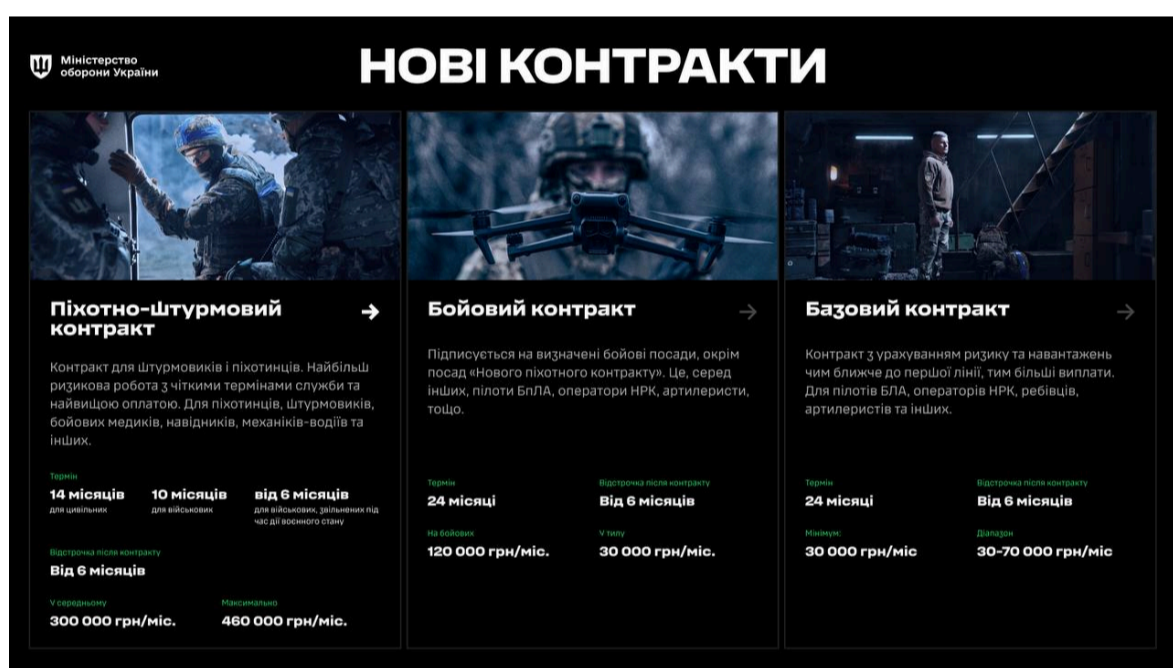 Міністерство
оборони України
НОВІ КОНТРАКТИ
Піхотно-штурмовий
контракт
Контракт для штурмовиків і піхотинців. Найбільш
ризикова робота з чіткими термінами служби та
найвищою оплатою. Для піхотинців, штурмовиків,
бойових медиків, навідників, механіків-водіїв та
інших.
Термін
14 місяців
для цивільних
10 місяців
для військових
від 6 місяців
для військових, звільнених під
час дії воєнного стану
Відстрочка після контракту
Від 6 місяців
У середньому
300 000 грн/міс.
Максимально
460 000 грн/міс.
Бойовий контракт
Підписується на визначені бойові посади, окрім
посад «Нового піхотного контракту». Це, серед
інших, пілоти БпЛА, оператори НРК, артилеристи,
тощо.
Термін
24 місяці
Відстрочка після контракту
Від 6 місяців
На бойових
120 000 грн/міс.
У тилу
30 000 грн/міс.
Базовий контракт
Контракт з урахуванням ризику та навантажень
чим ближче до першої лінії, тим більші виплати.
Для пілотів БЛА, операторів НРК, ребівців,
артилеристів та інших.
Термін
24 місяці
Відстрочка після контракту
Від 6 місяців
Мінімум:
30 000 грн/міс
Діапазон
30-70 000 грн/міс